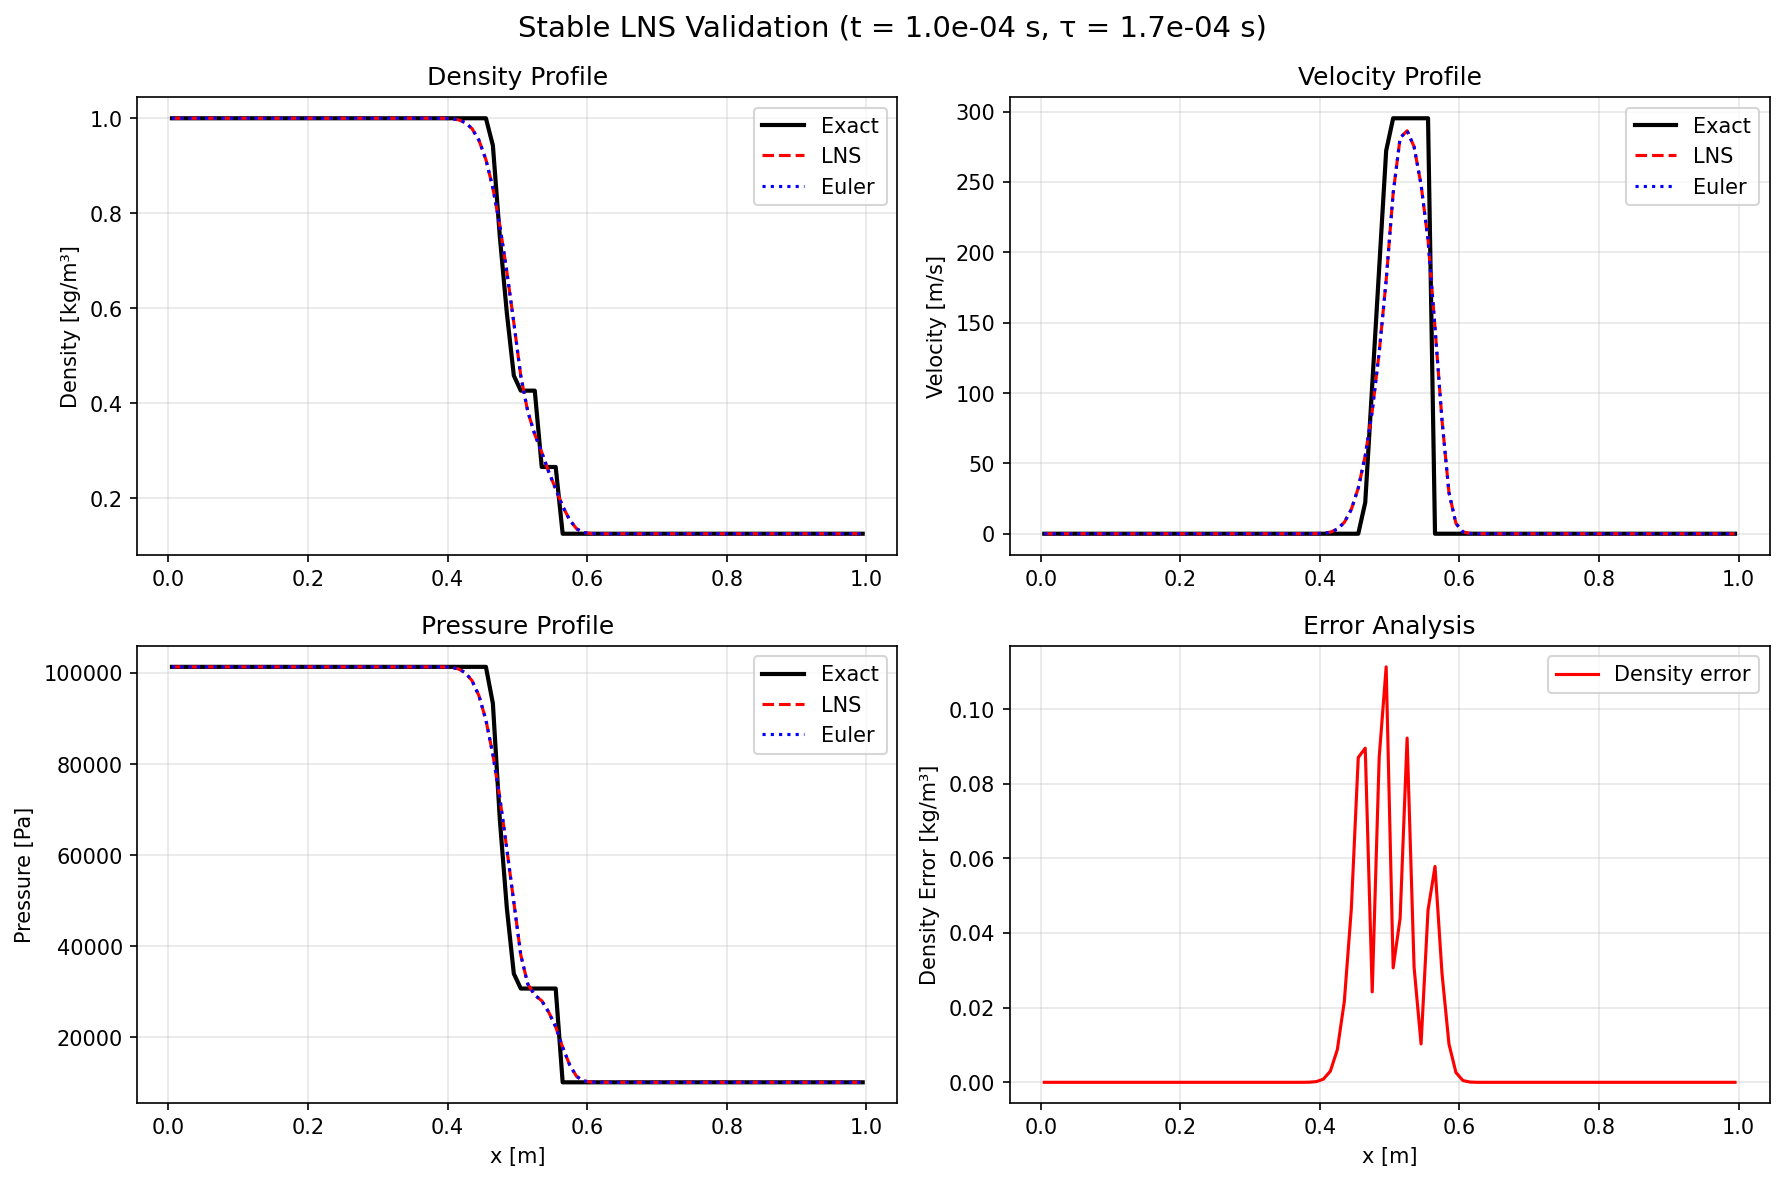 Stable LNS Validation (t = 1.0e-04 s, τ = 1.7e-04 s)
Density Profile
Density [kg/m³]
1.0
0.8
0.6
0.4
0.2
0.0 0.2 0.4 0.6 0.8 1.0
Exact
LNS
Euler
Velocity Profile
Velocity [m/s]
300
250
200
150
100
50
0
0.0 0.2 0.4 0.6 0.8 1.0
Exact
LNS
Euler
Pressure Profile
Pressure [Pa]
100000
80000
60000
40000
20000
0.0 0.2 0.4 0.6 0.8 1.0
x [m]
Exact
LNS
Euler
Error Analysis
Density Error [kg/m³]
0.10
0.08
0.06
0.04
0.02
0.00
0.0 0.2 0.4 0.6 0.8 1.0
x [m]
Density error